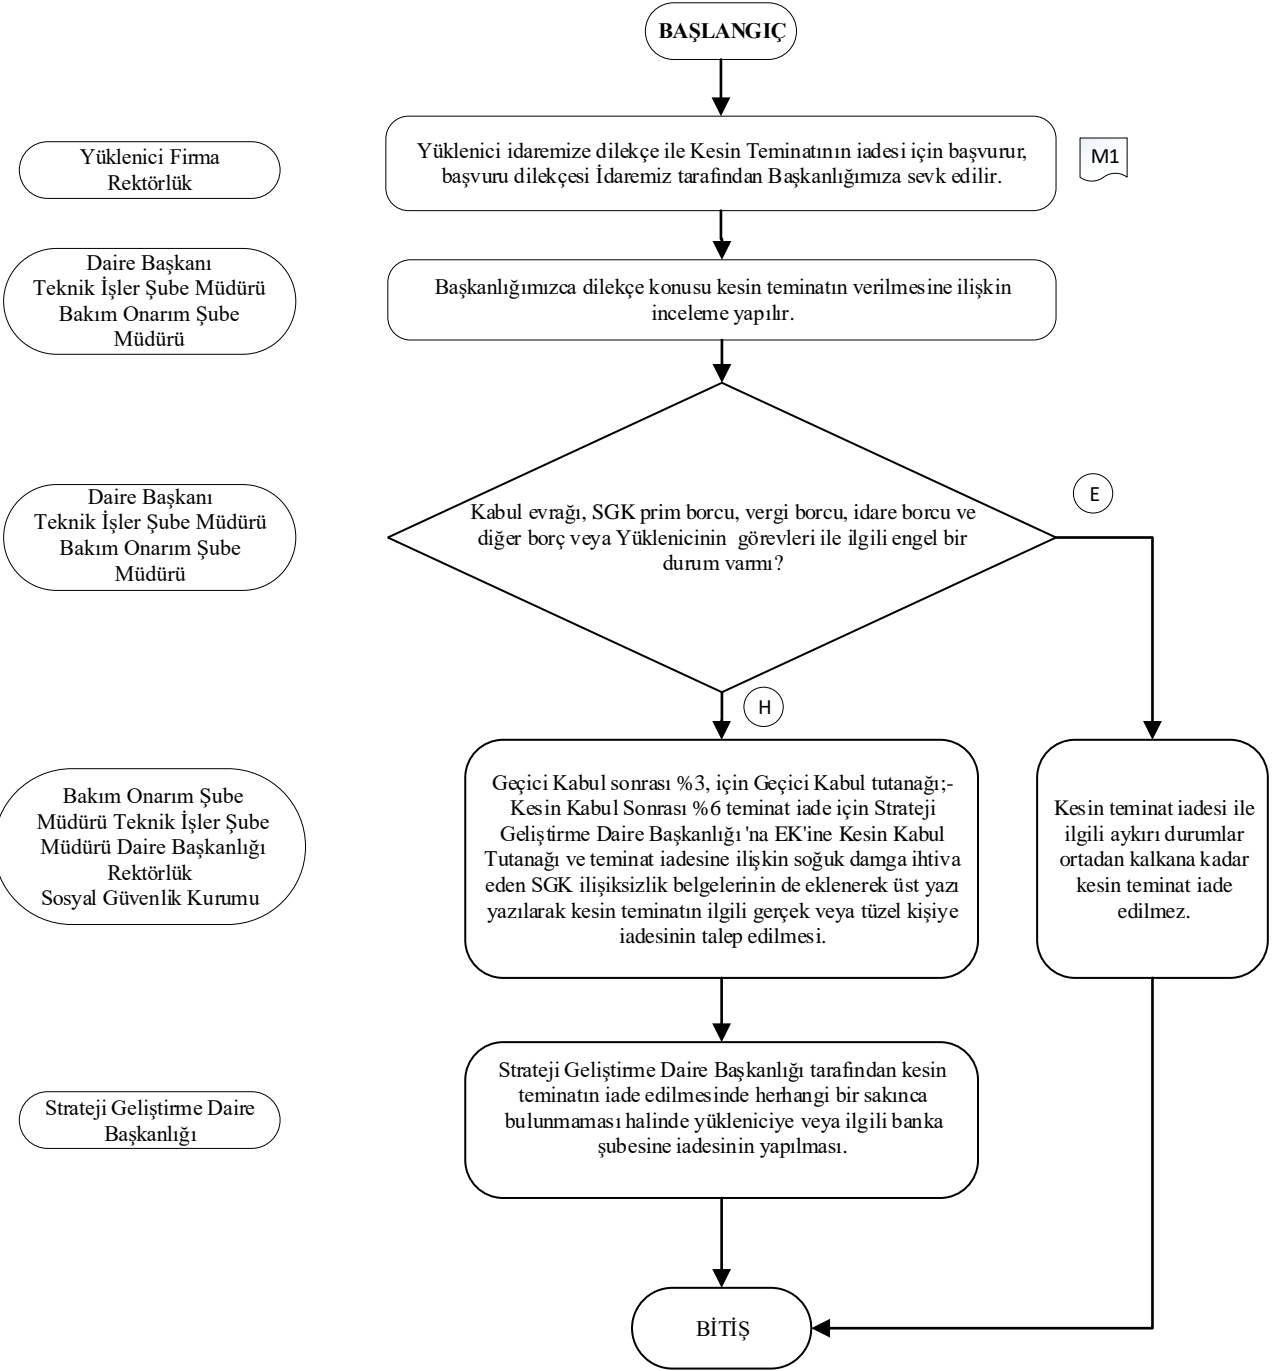 BAŞLANGIÇ
Yüklenici Firma
Rektörlük
Yüklenici idaremize dilekçe ile Kesin Teminatının iadesi için başvurur,
başvuru dilekçesi İdaremiz tarafından Başkanlığımıza sevk edilir.
M1
Daire Başkanı
Teknik İşler Şube Müdürü
Bakım Onarım Şube
Müdürü
Başkanlığımızca dilekçe konusu kesin teminatın verilmesine ilişkin
inceleme yapılır.
Daire Başkanı
Teknik İşler Şube Müdürü
Bakım Onarım Şube
Müdürü
Kabul evrağı, SGK prim borcu, vergi borcu, idare borcu ve
diğer borç veya Yüklenicinin görevleri ile ilgili engel bir
durum varmı?
E
H
Bakım Onarım Şube
Müdürü Teknik İşler Şube
Müdürü Daire Başkanlığı
Rektörlük
Sosyal Güvenlik Kurumu
Geçici Kabul sonrası %3, için Geçici Kabul tutanağı;-
Kesin Kabul Sonrası %6 teminat iade için Strateji
Geliştirme Daire Başkanlığı 'na EK'ine Kesin Kabul
Tutanağı ve teminat iadesine ilişkin soğuk damga ihtiva
eden SGK ilişiksizlik belgelerinin de eklenerek üst yazı
yazılarak kesin teminatın ilgili gerçek veya tüzel kişiye
iadesinin talep edilmesi.
Kesin teminat iadesi ile
ilgili aykırı durumlar
ortadan kalkana kadar
kesin teminat iade
edilmez.
Strateji Geliştirme Daire
Başkanlığı
Strateji Geliştirme Daire Başkanlığı tarafından kesin
teminatın iade edilmesinde herhangi bir sakınca
bulunmaması halinde yükleniciye veya ilgili banka
şubesine iadesinin yapılması.
BİTİŞ